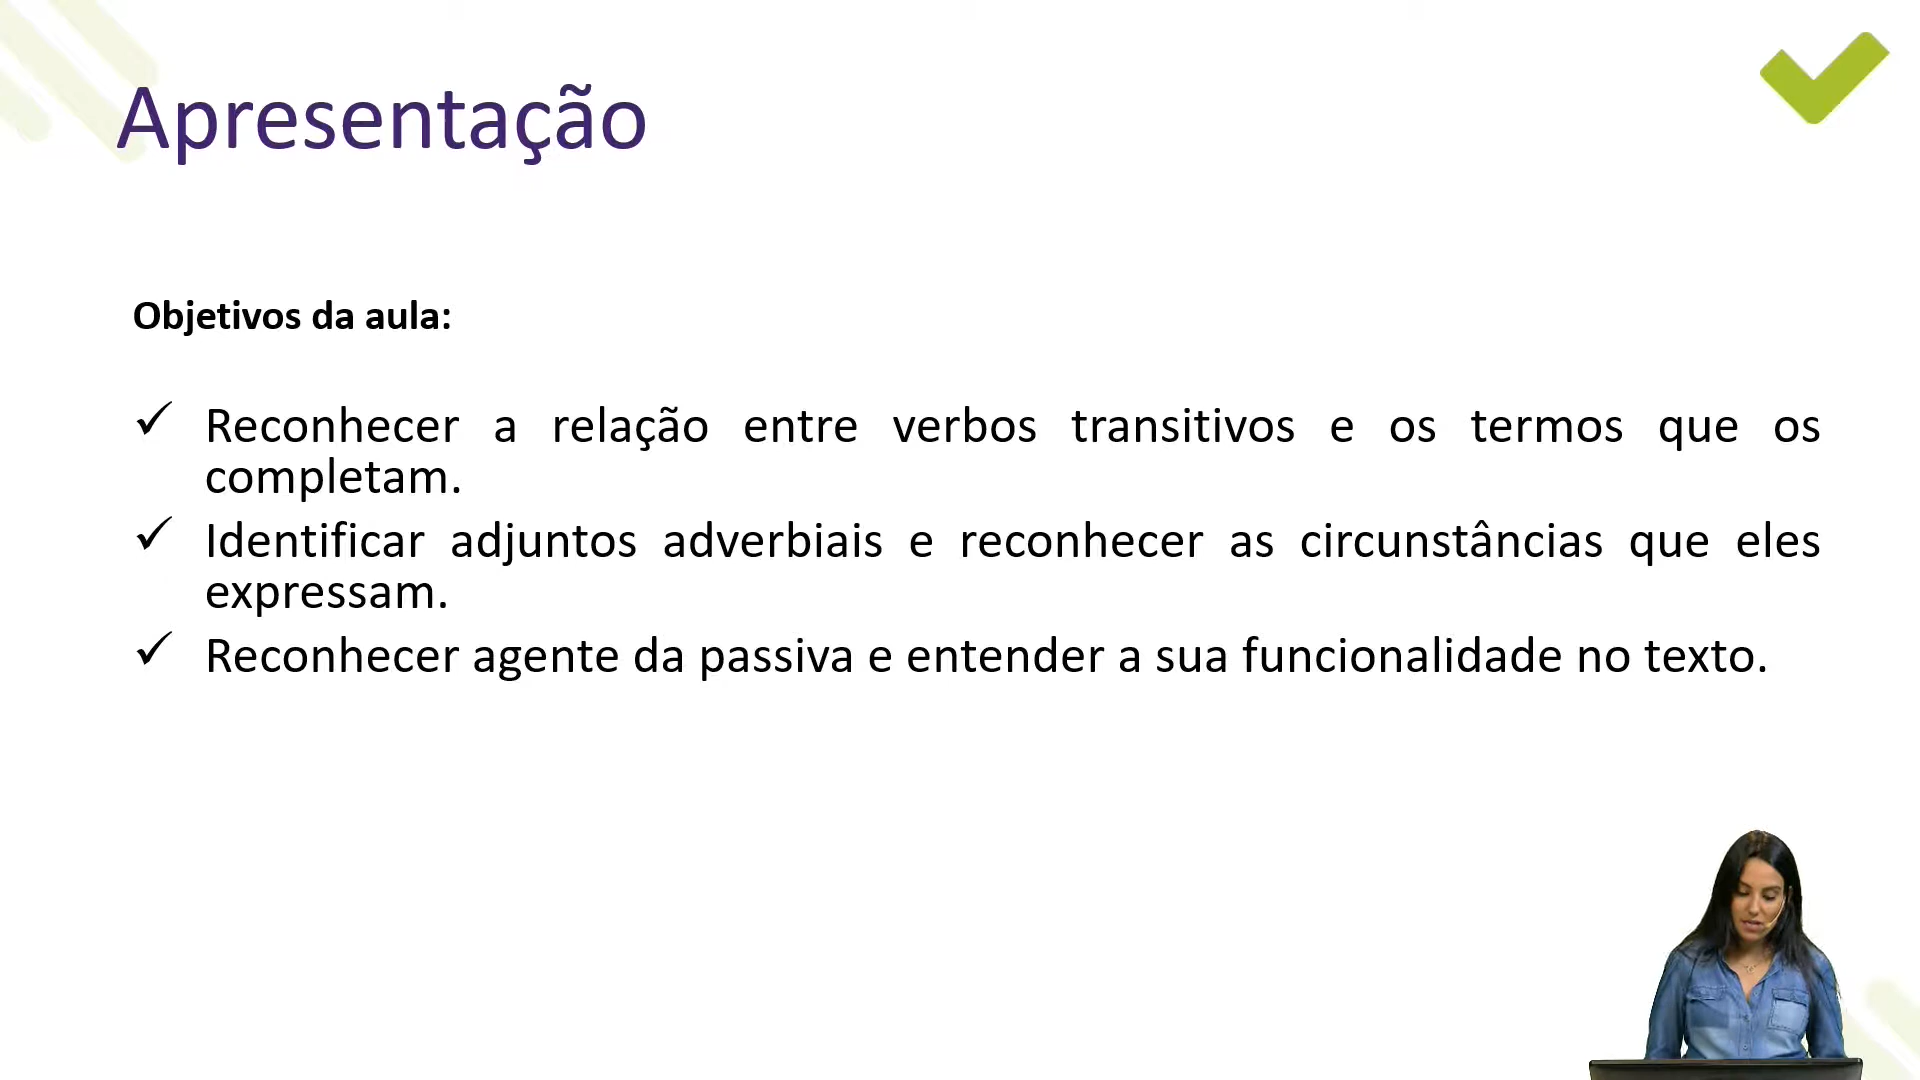 Apresentação
Objetivos da aula:
✓ Reconhecer a relação entre verbos transitivos e os termos que os
completam.
✓ Identificar adjuntos adverbiais e reconhecer as circunstâncias que eles
expressam.
✓ Reconhecer agente da passiva e entender a sua funcionalidade no texto.